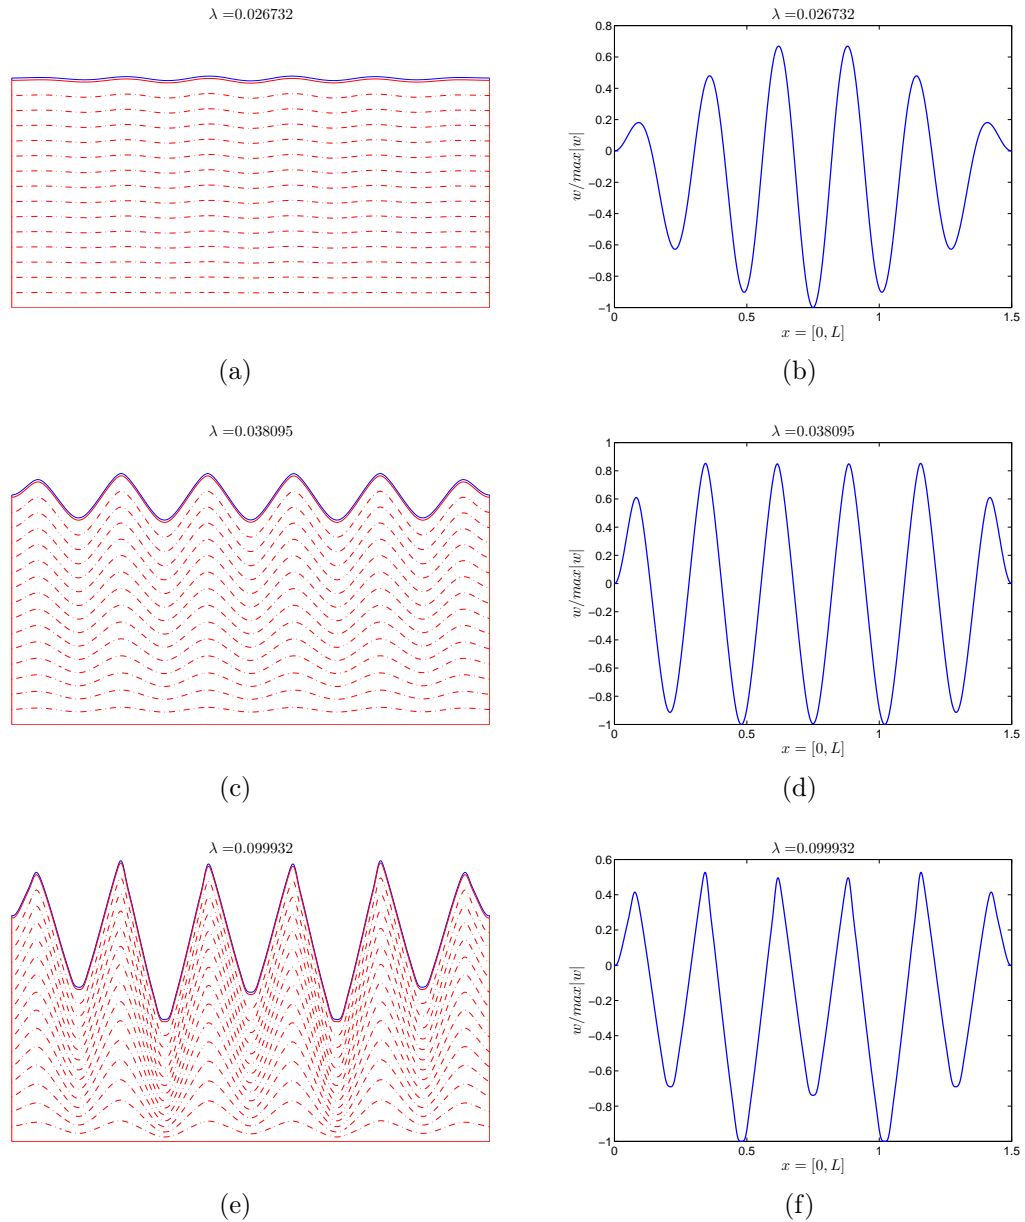 λ =0.026732
λ =0.026732
0.8
0.6
0.4
0.2
0
−0.2
−0.4
−0.6
−0.8
−1
w/max|w|
0 0.5 1 1.5
x = [0, L]
(a)
(b)
λ =0.038095
λ =0.038095
1
0.8
0.6
0.4
0.2
0
−0.2
−0.4
−0.6
−0.8
−1
w/max|w|
0 0.5 1 1.5
x = [0, L]
(c)
(d)
λ =0.099932
λ =0.099932
0.6
0.4
0.2
0
−0.2
−0.4
−0.6
−0.8
−1
w/max|w|
0 0.5 1 1.5
x = [0, L]
(e)
(f)